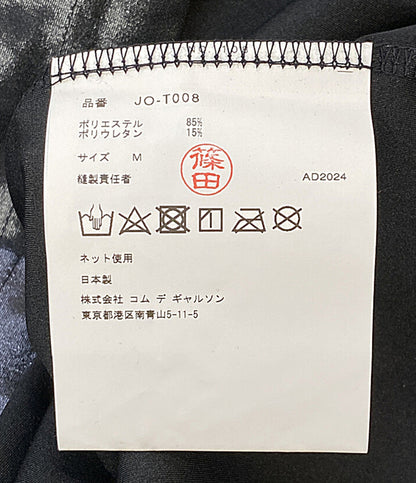 品番 JO-T008
ポリエステル 85%
ポリウレタン 15%
サイズ M
篠田
縫製責任者 AD2024
ネット使用
日本製
株式会社 コム デ ギャルソン
東京都港区南青山5-11-5